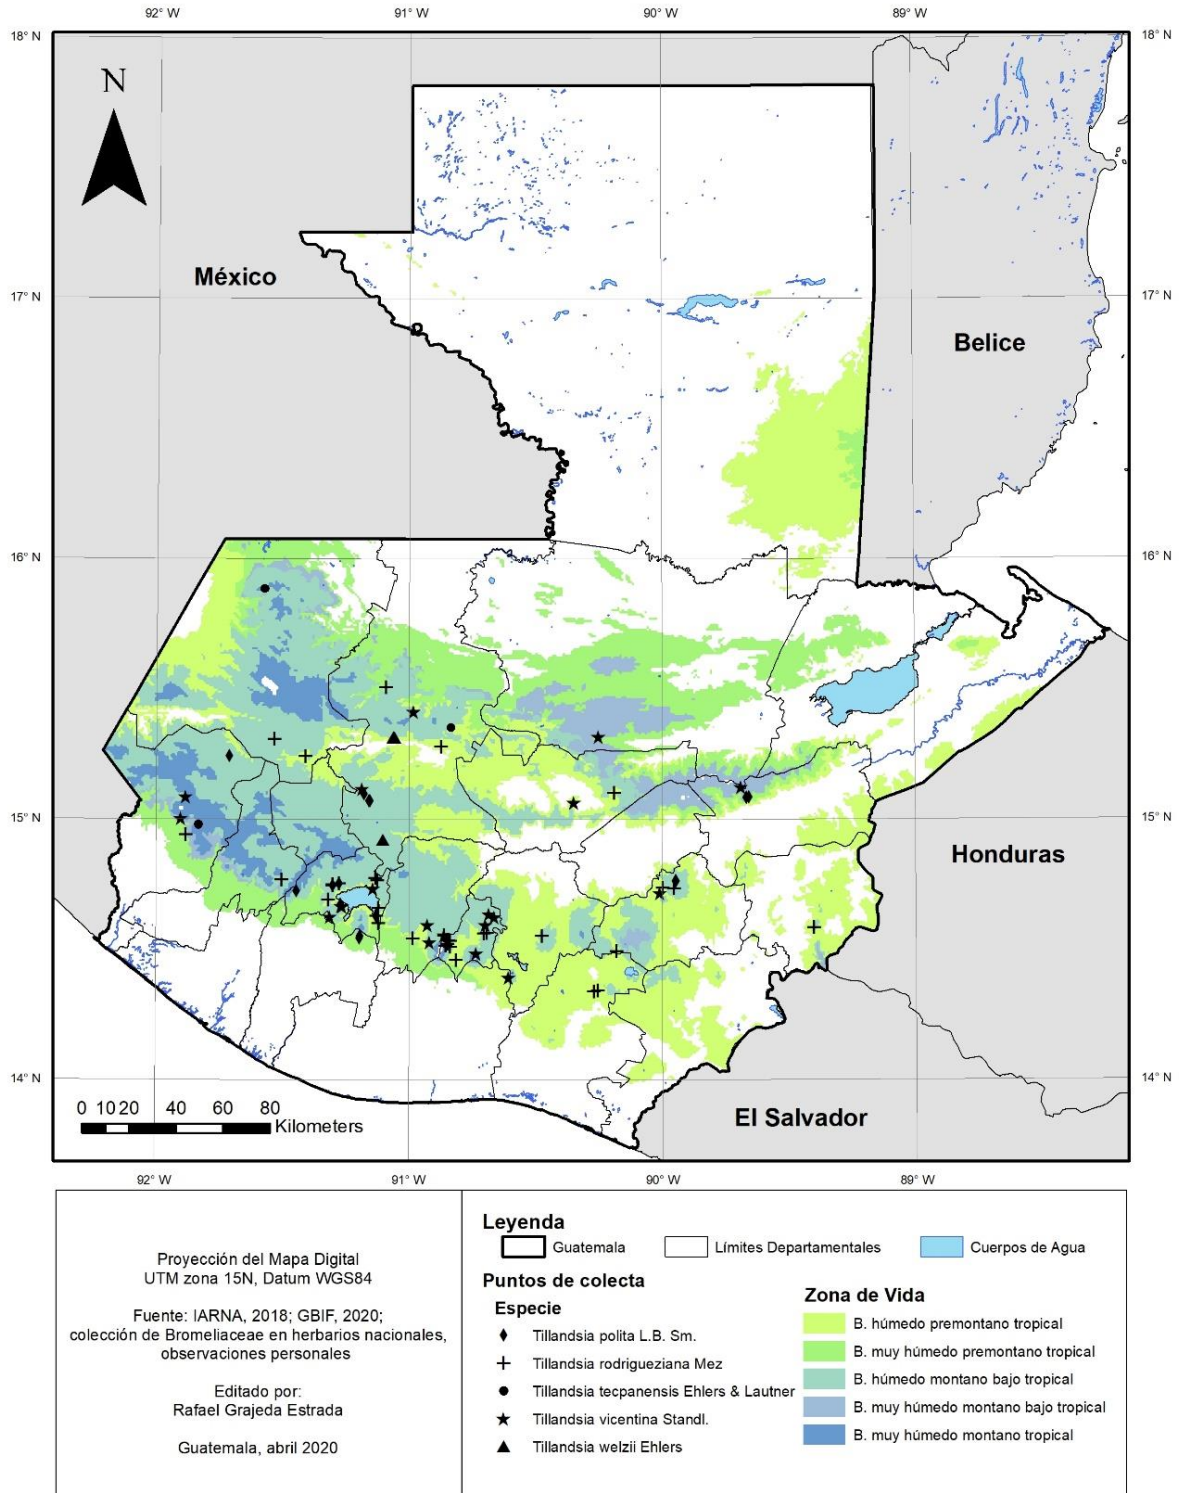 92° W 91° W 90° W 89° W
18° N 18° N
N
México
17° N 17° N
Belice
16° N 16° N
15° N 15° N
Honduras
14° N 14° N
0 10 20 40 60 80
Kilometers
El Salvador
92° W 91° W 90° W 89° W
Proyección del Mapa Digital
UTM zona 15N, Datum WGS84
Fuente: IARNA, 2018; GBIF, 2020;
colección de Bromeliaceae en herbarios nacionales,
observaciones personales
Editado por:
Rafael Grajeda Estrada
Guatemala, abril 2020
Leyenda
Guatemala Límites Departamentales Cuerpos de Agua
Puntos de colecta
Especie
Tillandsia polita L.B. Sm.
Tillandsia rodrigueziana Mez
Tillandsia tecpanensis Ehlers & Lautner
Tillandsia vicentina Standl.
Tillandsia welzii Ehlers
Zona de Vida
B. húmedo premontano tropical
B. muy húmedo premontano tropical
B. húmedo montano bajo tropical
B. muy húmedo montano bajo tropical
B. muy húmedo montano tropical